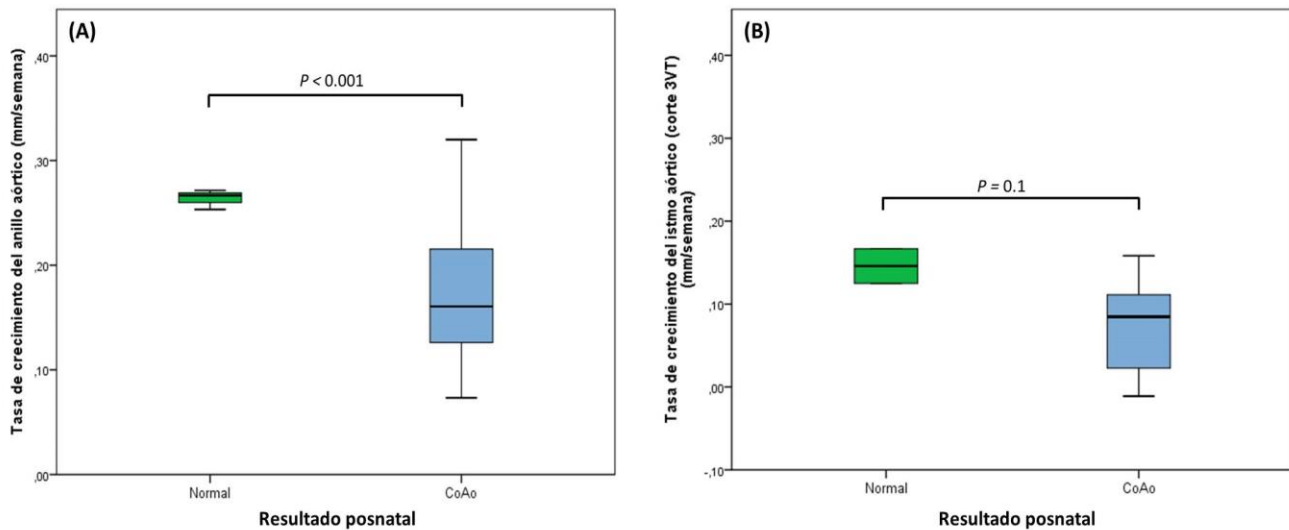 (A)
Tasa de crecimiento del anillo aórtico (mm/semana)
,40
,30
,20
,10
,00
P < 0.001
Normal
CoAo
Resultado posnatal
(B)
Tasa de crecimiento del istmo aórtico (corte 3VT)
(mm/semana)
,40
,30
,20
,10
,00
-,10
P = 0.1
Normal
CoAo
Resultado posnatal